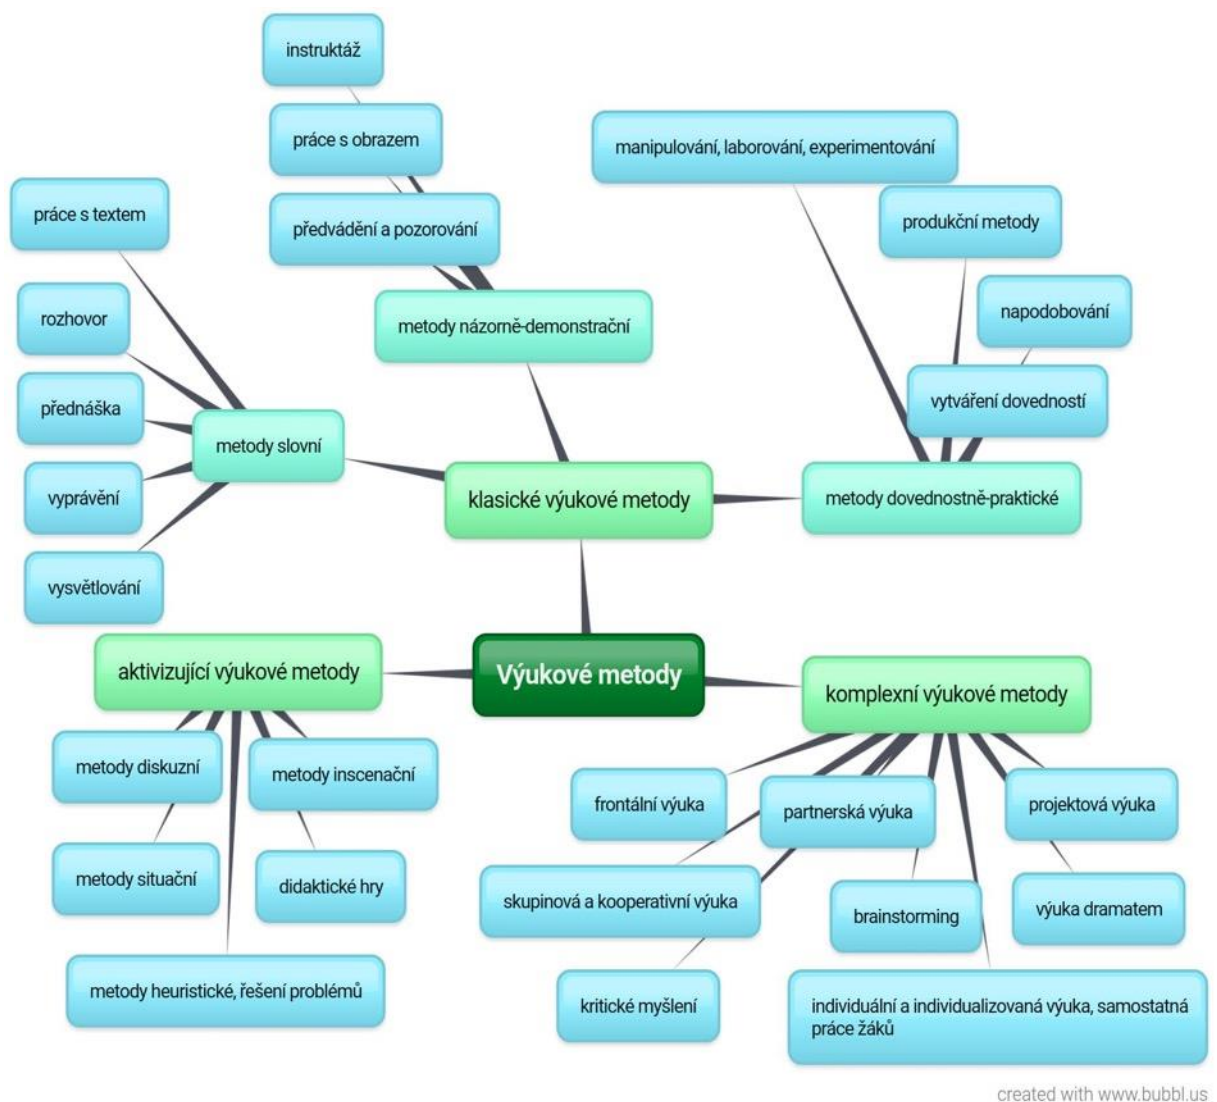 instruktáž
práce s obrazem
manipulování, laborování, experimentování
práce s textem
předvádění a pozorování
produkční metody
rozhovor
metody názorně-demonstrační
napodobování
přednáška
vytváření dovedností
metody slovní
vyprávění
klasické výukové metody
metody dovednostně-praktické
vysvětlování
aktivizující výukové metody
Výukové metody
komplexní výukové metody
metody diskuzní
metody inscenační
frontální výuka
partnerská výuka
projektová výuka
metody situační
didaktické hry
skupinová a kooperativní výuka
brainstorming
výuka dramatem
metody heuristické, řešení problémů
kritické myšlení
individuální a individualizovaná výuka, samostatná
práce žáků
created with www.bubbl.us